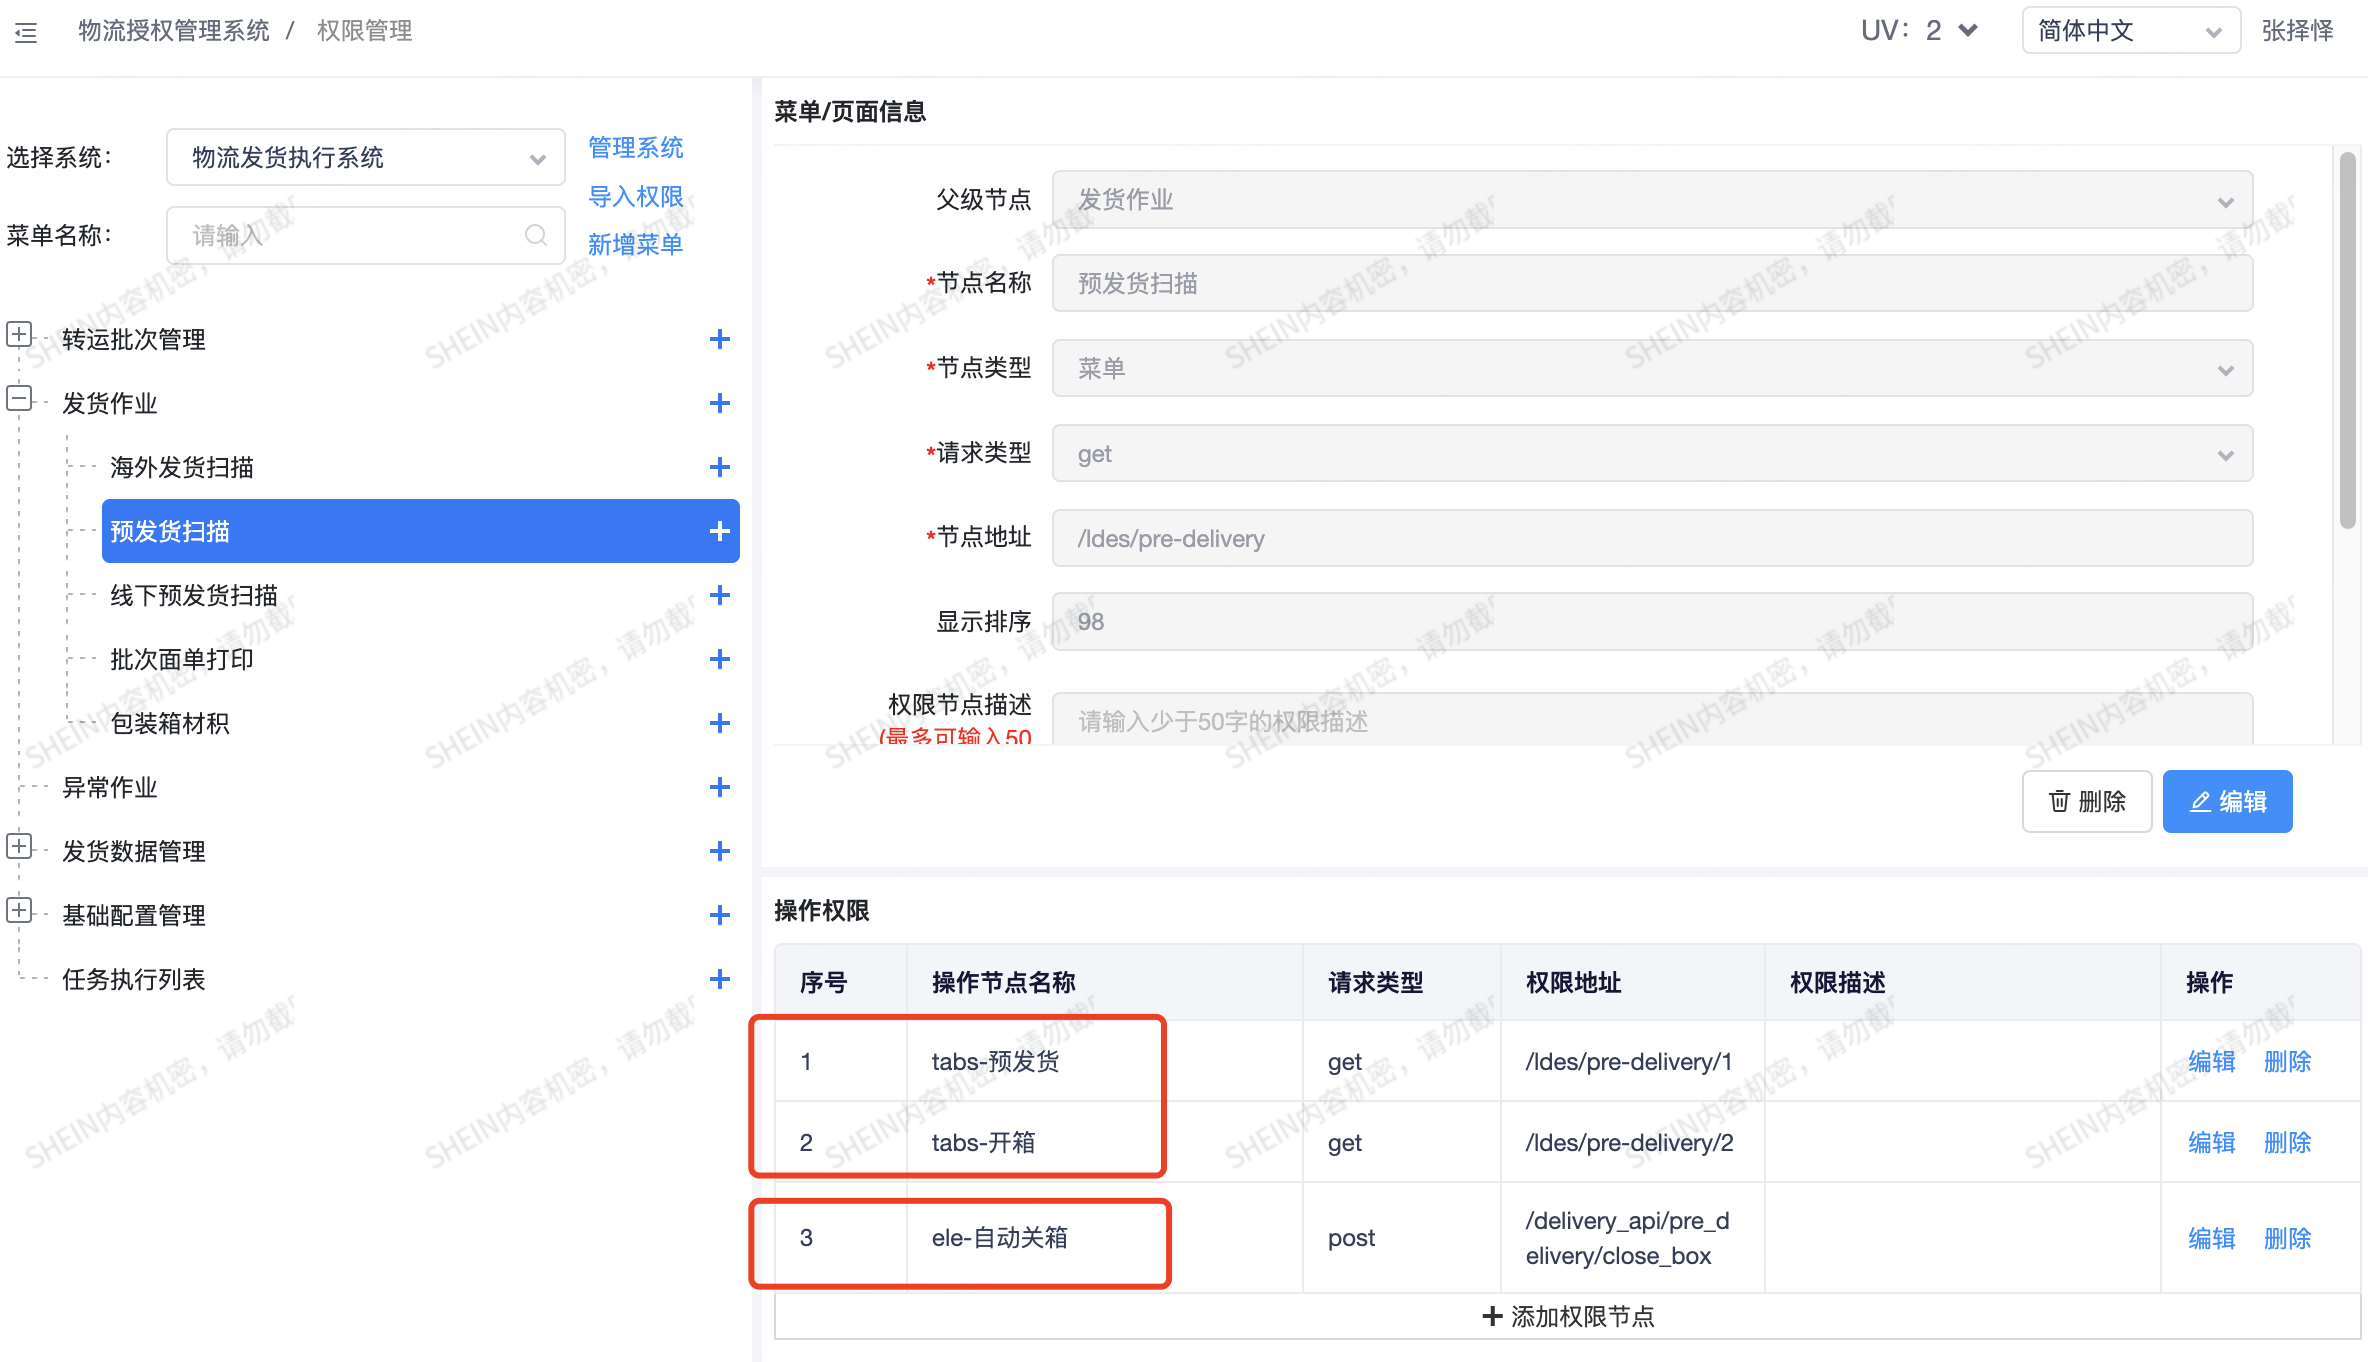 物流授权管理系统 / 权限管理
UV: 2
简体中文
张择怿
选择系统:
物流发货执行系统
管理系统
导入权限
菜单名称:
请输入
新增菜单
转运批次管理
发货作业
海外发货扫描
预发货扫描
线下预发货扫描
批次面单打印
包装箱材积
异常作业
发货数据管理
基础配置管理
任务执行列表
菜单/页面信息
父级节点 发货作业
*节点名称 预发货扫描
*节点类型 菜单
*请求类型 get
*节点地址 /ldes/pre-delivery
显示排序 98
权限节点描述 请输入少于50字的权限描述
(最多可输入50
删除 编辑
操作权限
序号 操作节点名称 请求类型 权限地址 权限描述 操作
1 tabs-预发货 get /ldes/pre-delivery/1 编辑 删除
2 tabs-开箱 get /ldes/pre-delivery/2 编辑 删除
3 ele-自动关箱 post /delivery_api/pre_d
elivery/close_box 编辑 删除
+ 添加权限节点
SHEIN内容机密，请勿截